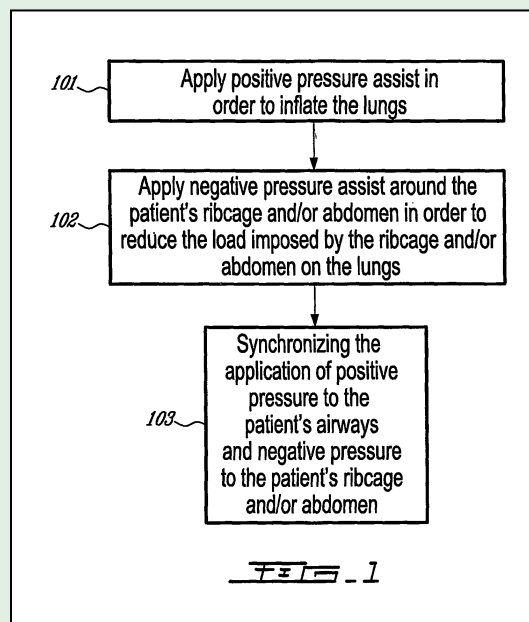 101
Apply positive pressure assist in
order to inflate the lungs
102
Apply negative pressure assist around the
patient's ribcage and/or abdomen in order to
reduce the load imposed by the ribcage and/or
abdomen on the lungs
103
Synchronizing the
application of positive
pressure to the
patient's airways
and negative pressure
to the patient's ribcage
and/or abdomen
FIG_1